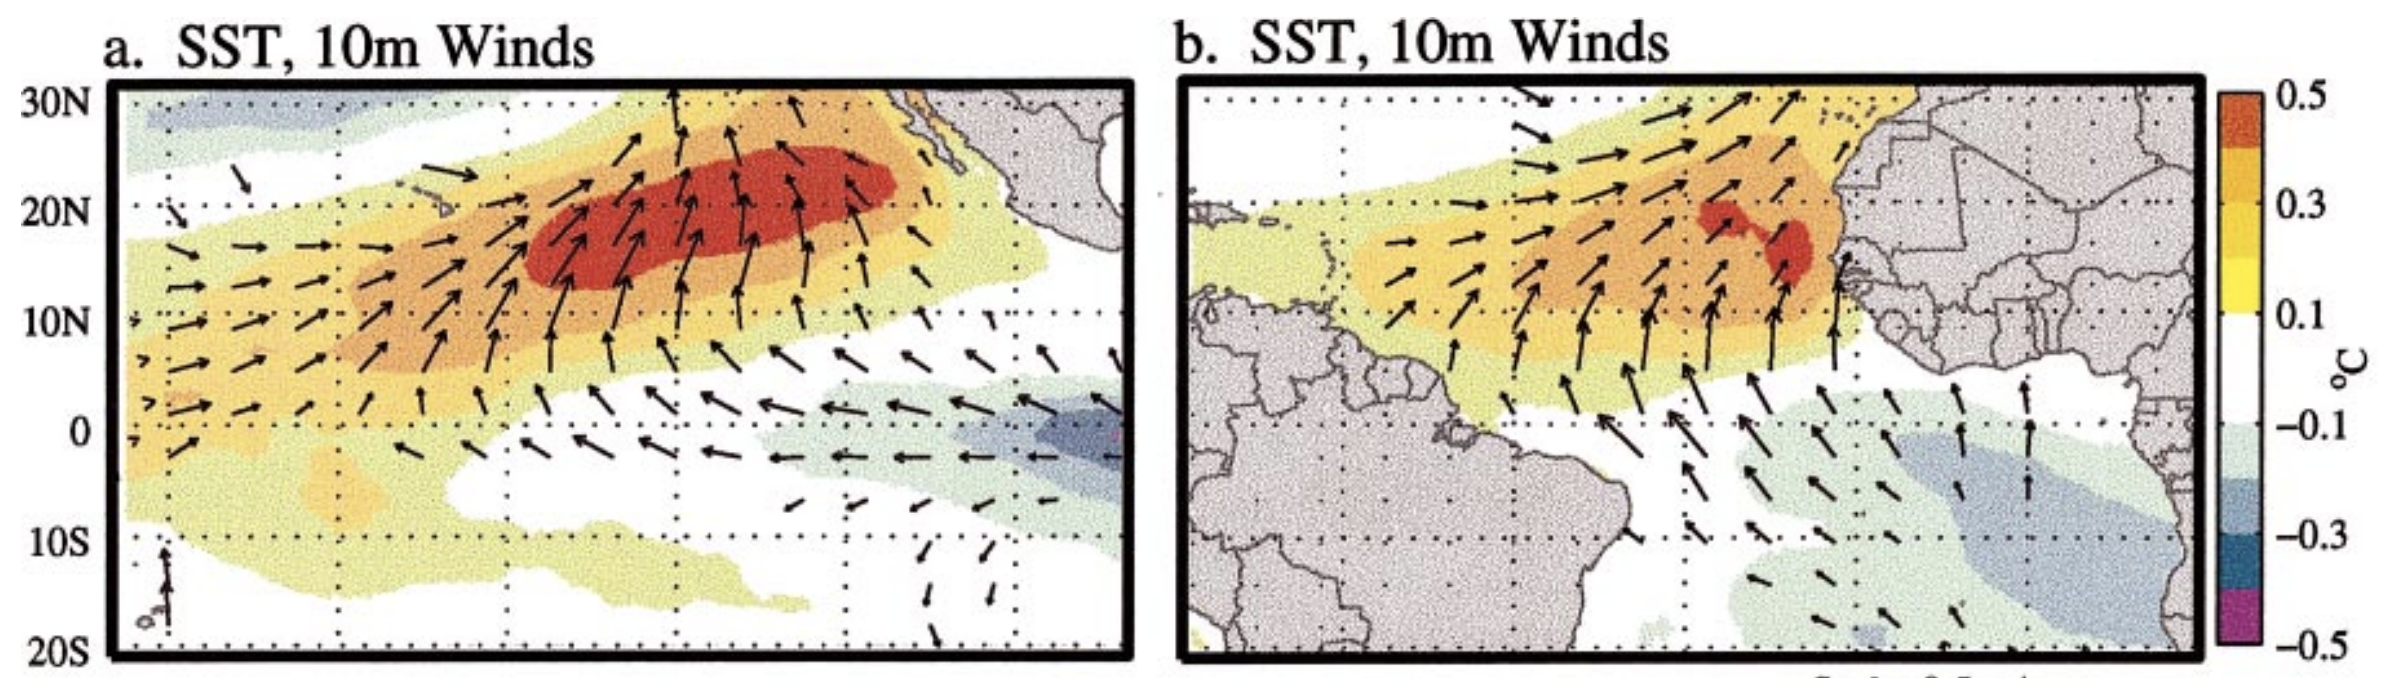 a. SST, 10m Winds
b. SST, 10m Winds
30N
20N
10N
0
10S
20S
0.5
0.3
0.1
−0.1
−0.3
−0.5
°C